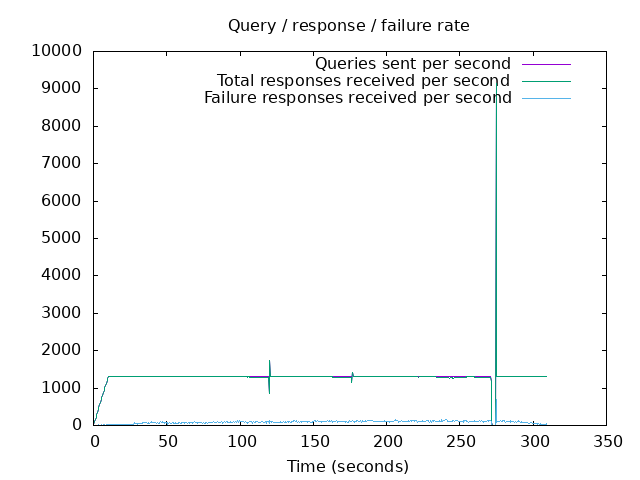 Query / response / failure rate
10000
9000
8000
7000
6000
5000
4000
3000
2000
1000
0
Queries sent per second
Total responses received per second
Failure responses received per second
0 50 100 150 200 250 300 350
Time (seconds)